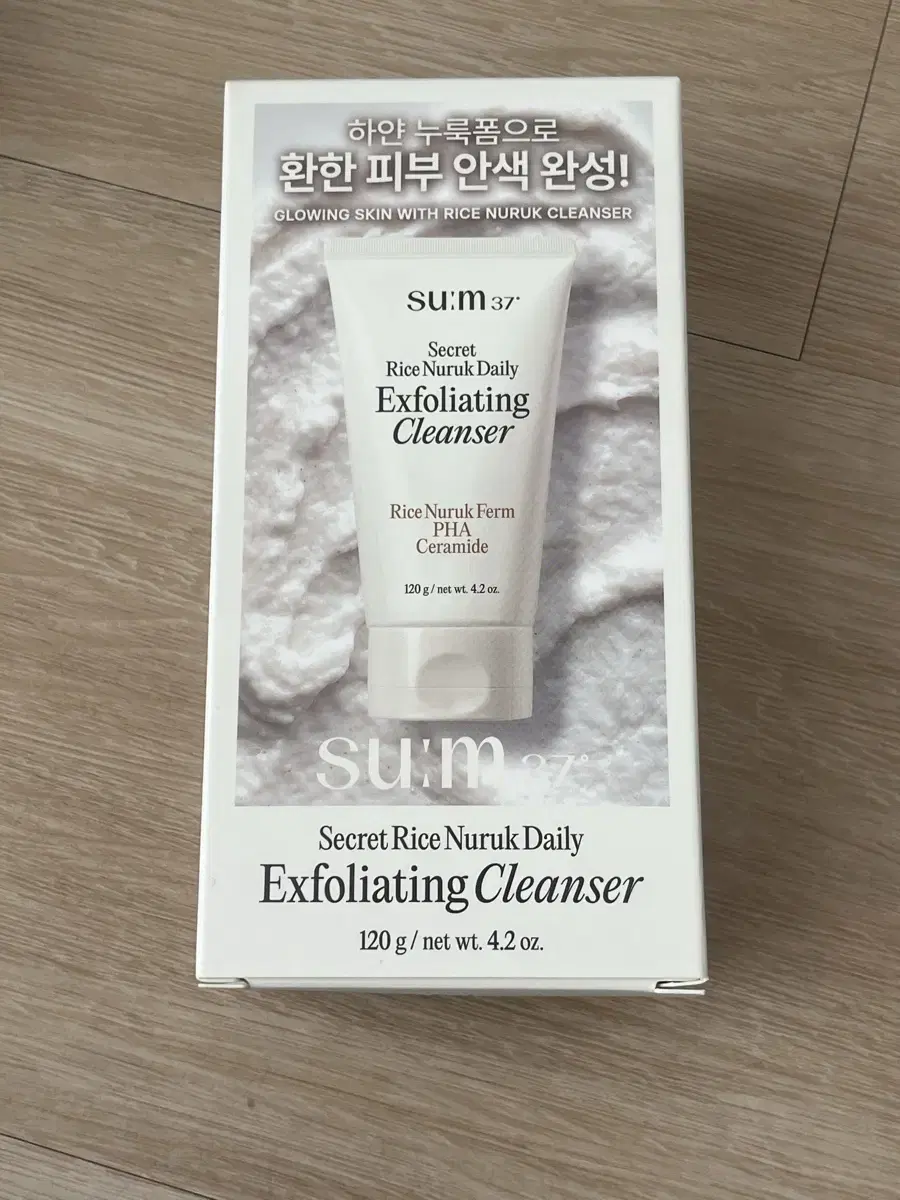 하얀 누룩폼으로
환한 피부 안색 완성!
GLOWING SKIN WITH RICE NURUK CLEANSER
su:m 37°
Secret
Rice Nuruk Daily
Exfoliating
Cleanser
Rice Nuruk Ferm
PHA
Ceramide
120 g / net wt. 4.2 oz.
su:m 37°
Secret Rice Nuruk Daily
Exfoliating Cleanser
120 g / net wt. 4.2 oz.